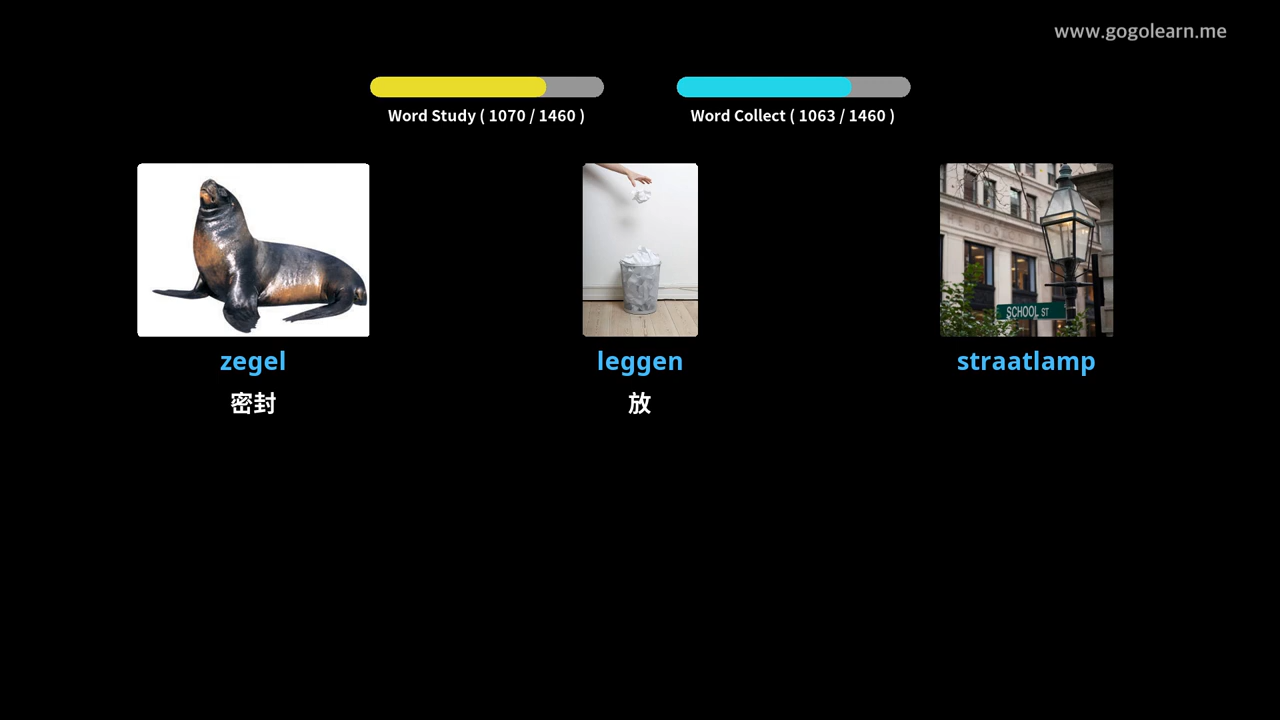 www.gogolearn.me
Word Study ( 1070 / 1460 )
Word Collect ( 1063 / 1460 )
SCHOOL ST
zegel
leggen
straatlamp
密封
放